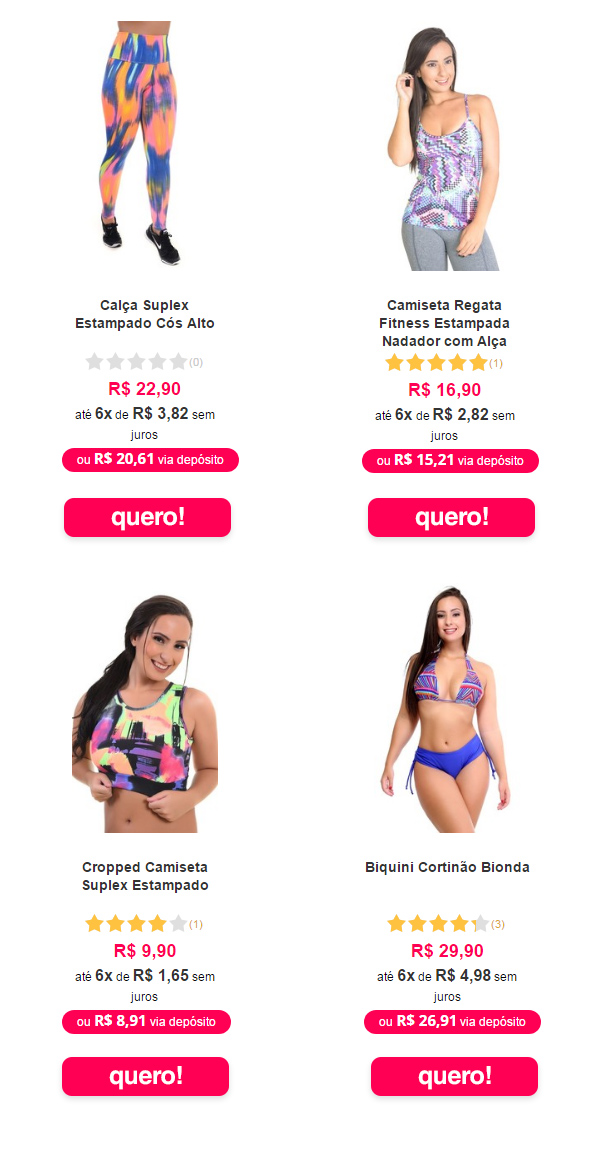 Calça Suplex
Estampado Cós Alto
(0)
R$ 22,90
até 6x de R$ 3,82 sem
juros
ou R$ 20,61 via depósito
quero!
Camiseta Regata
Fitness Estampada
Nadador com Alça
(1)
R$ 16,90
até 6x de R$ 2,82 sem
juros
ou R$ 15,21 via depósito
quero!
Cropped Camiseta
Suplex Estampado
(1)
R$ 9,90
até 6x de R$ 1,65 sem
juros
ou R$ 8,91 via depósito
quero!
Biquini Cortinão Bionda
(3)
R$ 29,90
até 6x de R$ 4,98 sem
juros
ou R$ 26,91 via depósito
quero!